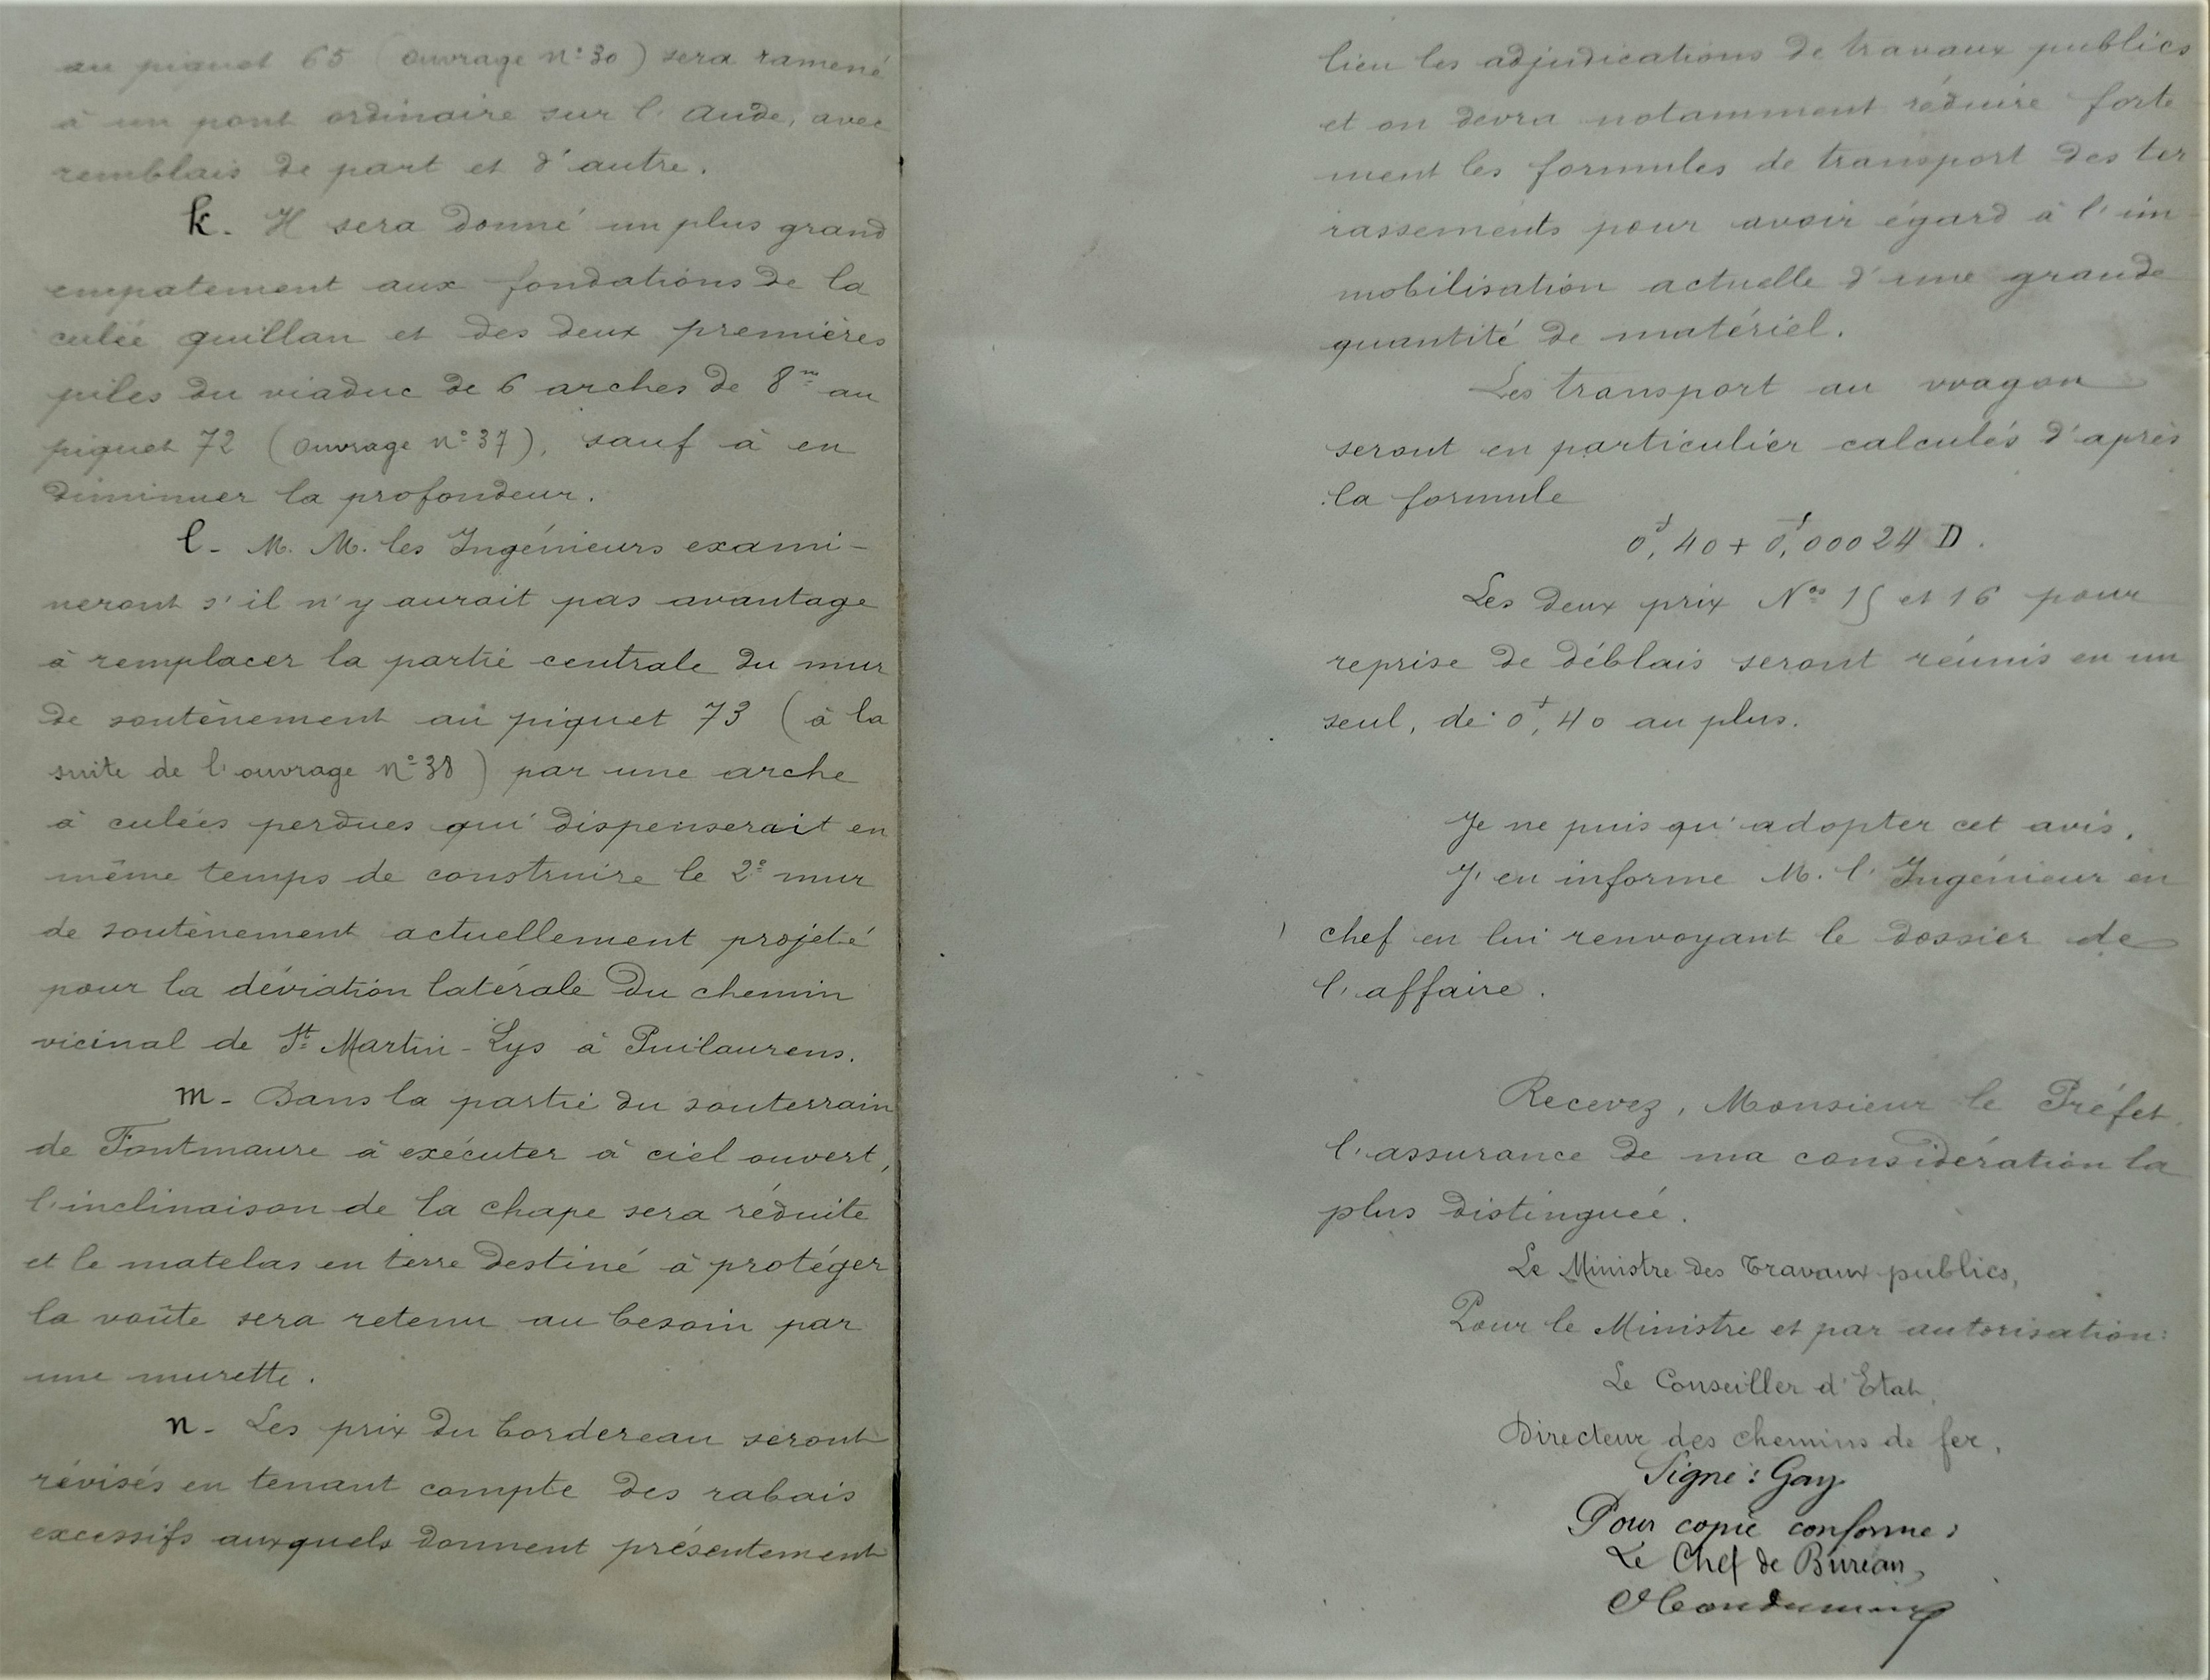 au piquet 65 (ouvrage n° 30) sera ramené
à un pont ordinaire sur l'Aude, avec
remblais de part et d'autre.
k. Il sera donné un plus grand
empatement aux fondations de la
culée Quillan et des deux premières
piles du viaduc de 6 arches de 8m au
piquet 72 (ouvrage n° 37), sauf à en
diminuer la profondeur.
l. M. M. les Ingénieurs exami-
neront s'il n'y aurait pas avantage
à remplacer la partie centrale du mur
de soutènement au piquet 73 (à la
suite de l'ouvrage n° 38) par une arche
à culées perdues qui dispenserait en
même temps de construire le 2e mur
de soutènement actuellement projeté
pour la déviation latérale du chemin
vicinal de St Martin-Lys à Puilaurens.
m. Dans la partie du souterrain
de Fontmaure à exécuter à ciel ouvert,
l'inclinaison de la chape sera réduite
et le matelas en terre destiné à protéger
la voûte sera retenu au besoin par
une murette.
n. Les prix du bordereau seront
révisés en tenant compte des rabais
excessifs auxquels donnent présentement
lieu les adjudications de travaux publics
et on devra notamment réduire forte
ment les formules de transport des ter
rassements pour avoir égard à l'im-
mobilisation actuelle d'une grande
quantité de matériel.
Les transport au wagon
seront en particulier calculés d'après
la formule
0f,40 + 0f,00024 D.
Les deux prix Nos 15 et 16 pour
reprise de déblais seront réunis en un
seul, de 0f,40 au plus.
Je ne puis qu'adopter cet avis.
J'en informe M. l'Ingénieur en
chef en lui renvoyant le dossier de
l'affaire.
Recevez, Monsieur le Préfet,
l'assurance de ma considération la
plus distinguée.
Le Ministre des Travaux publics,
Pour le Ministre et par autorisation:
Le Conseiller d'Etat,
Directeur des chemins de fer,
Signé: Gay
Pour copie conforme:
Le Chef de Bureau,